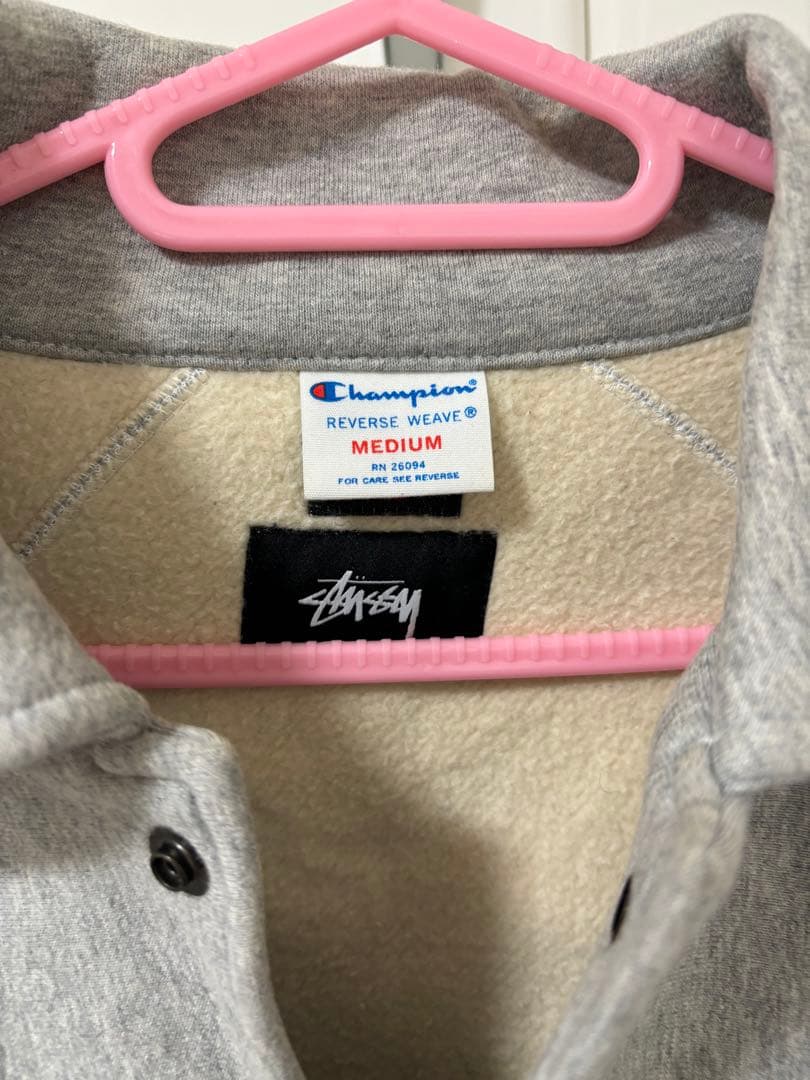 Champion®
REVERSE WEAVE®
MEDIUM
RN 26094
FOR CARE SEE REVERSE
Stüssy